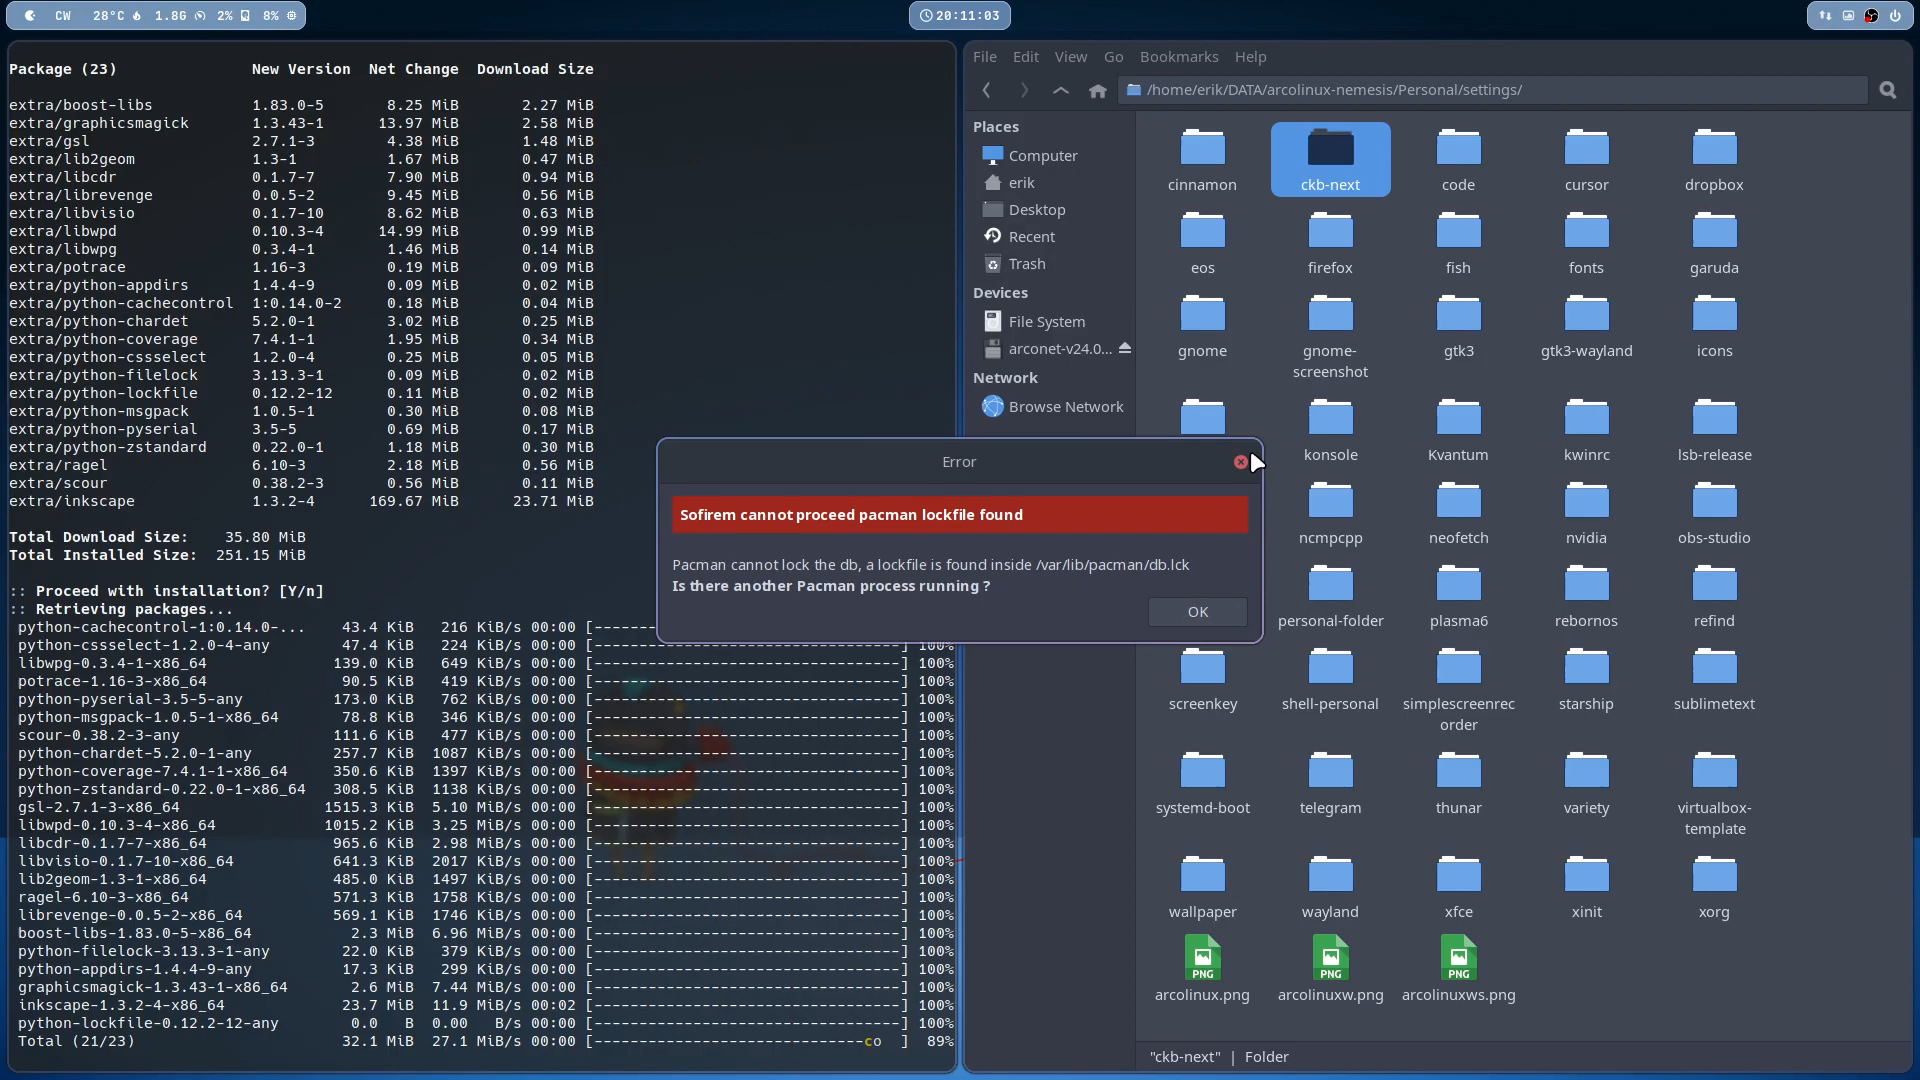 CW 28°C 1.8G 2% 8%
20:11:03
Package (23) New Version Net Change Download Size
extra/boost-libs 1.83.0-5 8.25 MiB 2.27 MiB
extra/graphicsmagick 1.3.43-1 13.97 MiB 2.58 MiB
extra/gsl 2.7.1-3 4.38 MiB 1.48 MiB
extra/lib2geom 1.3-1 1.67 MiB 0.47 MiB
extra/libcdr 0.1.7-7 7.90 MiB 0.94 MiB
extra/librevenge 0.0.5-2 9.45 MiB 0.56 MiB
extra/libvisio 0.1.7-10 8.62 MiB 0.63 MiB
extra/libwpd 0.10.3-4 14.99 MiB 0.99 MiB
extra/libwpg 0.3.4-1 1.46 MiB 0.14 MiB
extra/potrace 1.16-3 0.19 MiB 0.09 MiB
extra/python-appdirs 1.4.4-9 0.09 MiB 0.02 MiB
extra/python-cachecontrol 1:0.14.0-2 0.18 MiB 0.04 MiB
extra/python-chardet 5.2.0-1 3.02 MiB 0.25 MiB
extra/python-coverage 7.4.1-1 1.95 MiB 0.34 MiB
extra/python-cssselect 1.2.0-4 0.25 MiB 0.05 MiB
extra/python-filelock 3.13.3-1 0.09 MiB 0.02 MiB
extra/python-lockfile 0.12.2-12 0.11 MiB 0.02 MiB
extra/python-msgpack 1.0.5-1 0.30 MiB 0.08 MiB
extra/python-pyserial 3.5-5 0.69 MiB 0.17 MiB
extra/python-zstandard 0.22.0-1 1.18 MiB 0.30 MiB
extra/ragel 6.10-3 2.18 MiB 0.56 MiB
extra/scour 0.38.2-3 0.56 MiB 0.11 MiB
extra/inkscape 1.3.2-4 169.67 MiB 23.71 MiB
Total Download Size: 35.80 MiB
Total Installed Size: 251.15 MiB
:: Proceed with installation? [Y/n]
:: Retrieving packages...
python-cachecontrol-1:0.14.0-... 43.4 KiB 216 KiB/s 00:00 [-------
python-cssselect-1.2.0-4-any 47.4 KiB 224 KiB/s 00:00 [----------------------------------] 100%
libwpg-0.3.4-1-x86_64 139.0 KiB 649 KiB/s 00:00 [----------------------------------] 100%
potrace-1.16-3-x86_64 90.5 KiB 419 KiB/s 00:00 [----------------------------------] 100%
python-pyserial-3.5-5-any 173.0 KiB 762 KiB/s 00:00 [----------------------------------] 100%
python-msgpack-1.0.5-1-x86_64 78.8 KiB 346 KiB/s 00:00 [----------------------------------] 100%
scour-0.38.2-3-any 111.6 KiB 477 KiB/s 00:00 [----------------------------------] 100%
python-chardet-5.2.0-1-any 257.7 KiB 1087 KiB/s 00:00 [----------------------------------] 100%
python-coverage-7.4.1-1-x86_64 350.6 KiB 1397 KiB/s 00:00 [----------------------------------] 100%
python-zstandard-0.22.0-1-x86_64 308.5 KiB 1138 KiB/s 00:00 [----------------------------------] 100%
gsl-2.7.1-3-x86_64 1515.3 KiB 5.10 MiB/s 00:00 [----------------------------------] 100%
libwpd-0.10.3-4-x86_64 1015.2 KiB 3.25 MiB/s 00:00 [----------------------------------] 100%
libcdr-0.1.7-7-x86_64 965.6 KiB 2.98 MiB/s 00:00 [----------------------------------] 100%
libvisio-0.1.7-10-x86_64 641.3 KiB 2017 KiB/s 00:00 [----------------------------------] 100%
lib2geom-1.3-1-x86_64 485.0 KiB 1497 KiB/s 00:00 [----------------------------------] 100%
ragel-6.10-3-x86_64 571.3 KiB 1758 KiB/s 00:00 [----------------------------------] 100%
librevenge-0.0.5-2-x86_64 569.1 KiB 1746 KiB/s 00:00 [----------------------------------] 100%
boost-libs-1.83.0-5-x86_64 2.3 MiB 6.96 MiB/s 00:00 [----------------------------------] 100%
python-filelock-3.13.3-1-any 22.0 KiB 379 KiB/s 00:00 [----------------------------------] 100%
python-appdirs-1.4.4-9-any 17.3 KiB 299 KiB/s 00:00 [----------------------------------] 100%
graphicsmagick-1.3.43-1-x86_64 2.6 MiB 7.44 MiB/s 00:00 [----------------------------------] 100%
inkscape-1.3.2-4-x86_64 23.7 MiB 11.9 MiB/s 00:02 [----------------------------------] 100%
python-lockfile-0.12.2-12-any 0.0 B 0.00 B/s 00:00 [----------------------------------] 100%
Total (21/23) 32.1 MiB 27.1 MiB/s 00:00 [------------------------------co ] 89%
Error
Sofirem cannot proceed pacman lockfile found
Pacman cannot lock the db, a lockfile is found inside /var/lib/pacman/db.lck
Is there another Pacman process running ?
OK
File Edit View Go Bookmarks Help
/home/erik/DATA/arcolinux-nemesis/Personal/settings/
Places
Computer
erik
Desktop
Recent
Trash
Devices
File System
arconet-v24.0...
Network
Browse Network
cinnamon ckb-next code cursor dropbox
eos firefox fish fonts garuda
gnome gnome-screenshot gtk3 gtk3-wayland icons
konsole Kvantum kwinrc lsb-release
ncmpcpp neofetch nvidia obs-studio
personal-folder plasma6 rebornos refind
screenkey shell-personal simplescreenrecorder starship sublimetext
systemd-boot telegram thunar variety virtualbox-template
wallpaper wayland xfce xinit xorg
PNG PNG PNG
arcolinux.png arcolinuxw.png arcolinuxws.png
"ckb-next" | Folder